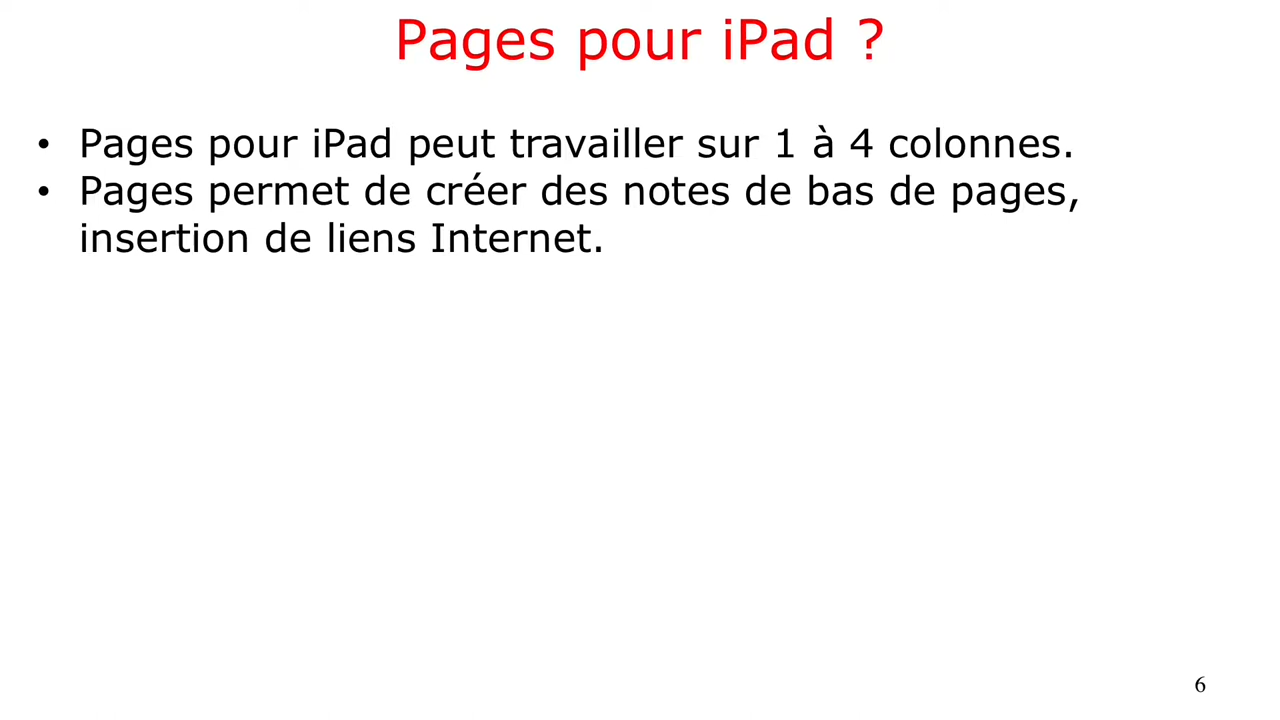 Pages pour iPad ?
• Pages pour iPad peut travailler sur 1 à 4 colonnes.
• Pages permet de créer des notes de bas de pages,
insertion de liens Internet.
6